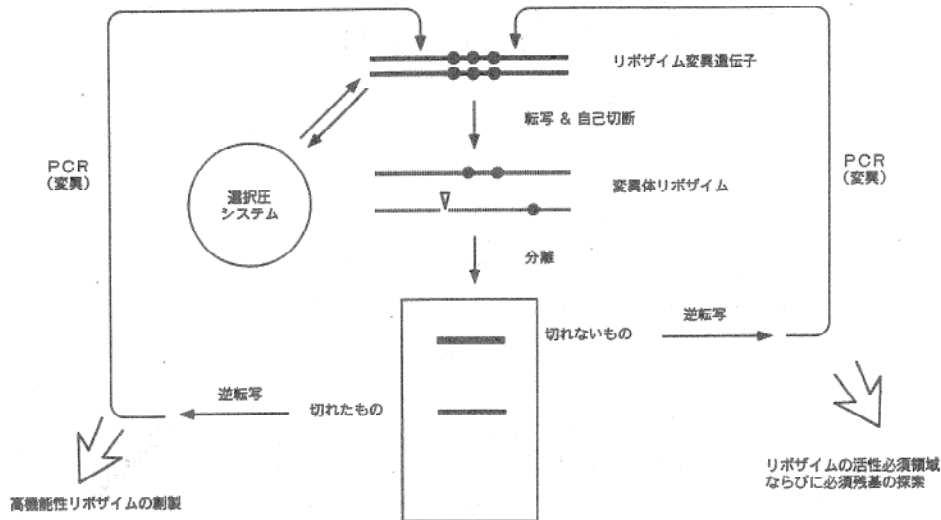 リボザイム変異遺伝子
転写 & 自己切断
PCR
(変異)
選択圧
システム
変異体リボザイム
PCR
(変異)
分離
切れないもの
逆転写
逆転写
切れたもの
リボザイムの活性必須領域
ならびに必須残基の探索
高機能性リボザイムの創製